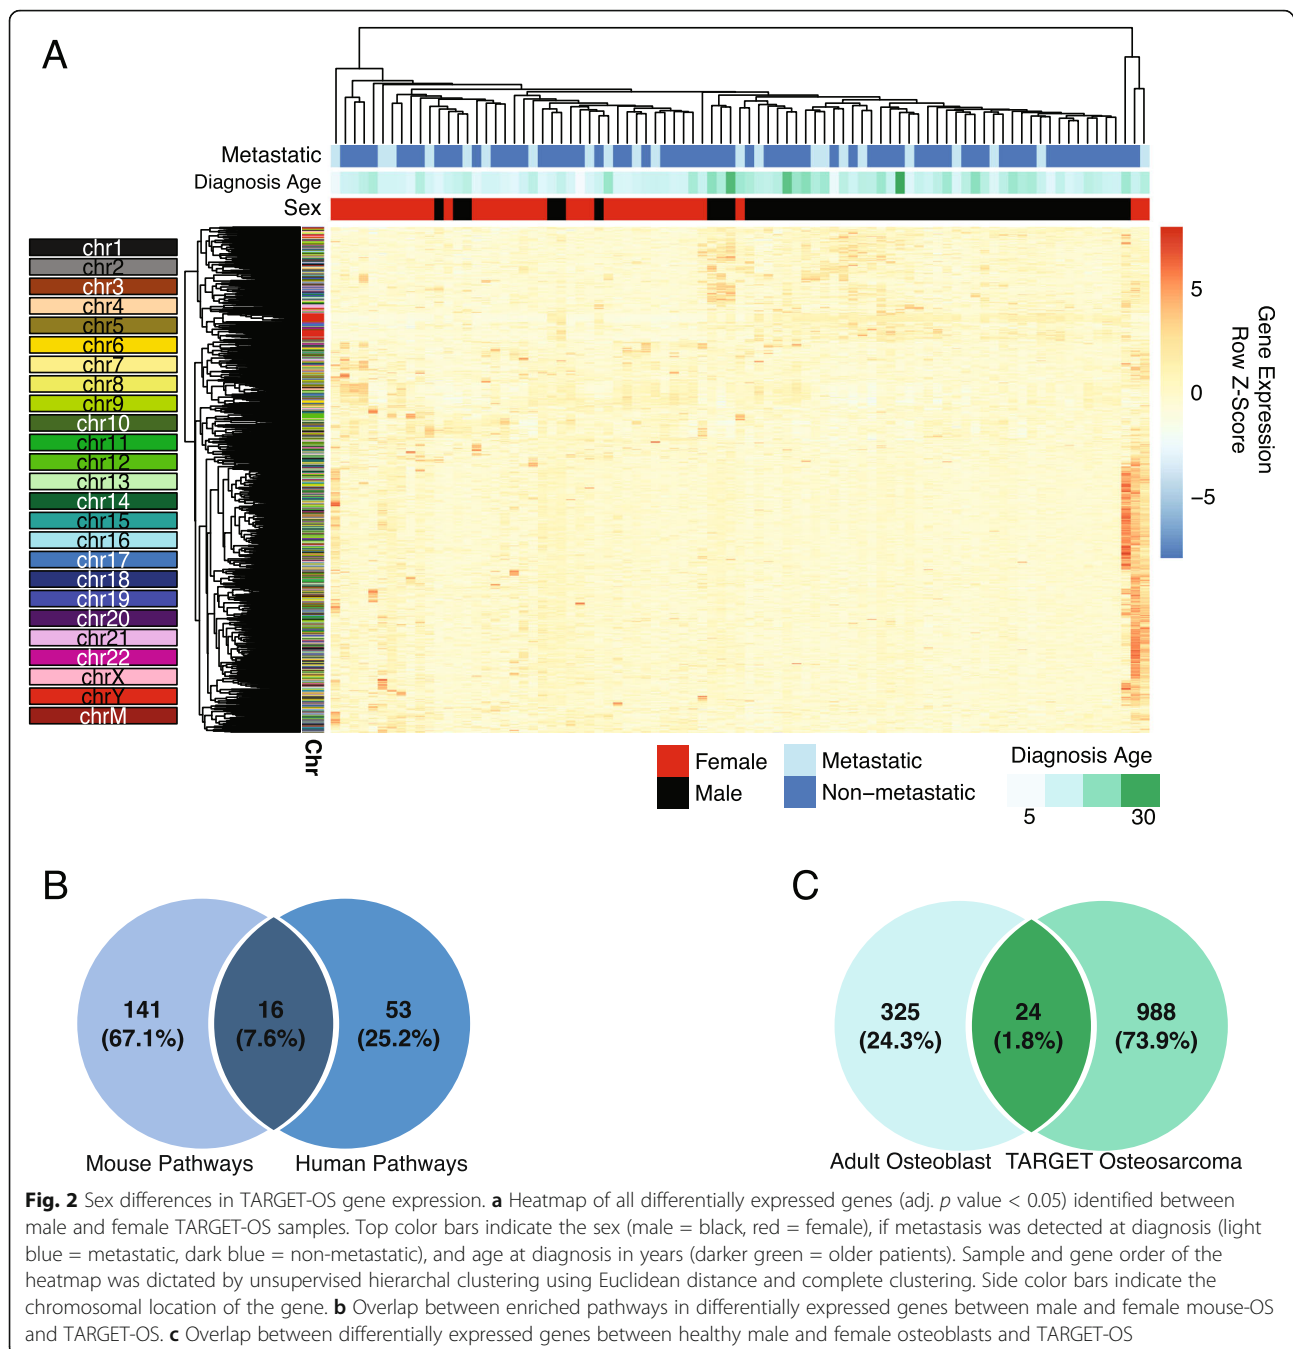 A
Metastatic
Diagnosis Age
Sex
chr1
chr2
chr3
chr4
chr5
chr6
chr7
chr8
chr9
chr10
chr11
chr12
chr13
chr14
chr15
chr16
chr17
chr18
chr19
chr20
chr21
chr22
chrX
chrY
chrM
Chr
5
0
−5
Gene Expression
Row Z-Score
Female
Male
Metastatic
Non−metastatic
Diagnosis Age
5
30
B
141
(67.1%)
16
(7.6%)
53
(25.2%)
Mouse Pathways
Human Pathways
C
325
(24.3%)
24
(1.8%)
988
(73.9%)
Adult Osteoblast
TARGET Osteosarcoma
Fig. 2 Sex differences in TARGET-OS gene expression. a Heatmap of all differentially expressed genes (adj. p value < 0.05) identified between
male and female TARGET-OS samples. Top color bars indicate the sex (male = black, red = female), if metastasis was detected at diagnosis (light
blue = metastatic, dark blue = non-metastatic), and age at diagnosis in years (darker green = older patients). Sample and gene order of the
heatmap was dictated by unsupervised hierarchal clustering using Euclidean distance and complete clustering. Side color bars indicate the
chromosomal location of the gene. b Overlap between enriched pathways in differentially expressed genes between male and female mouse-OS
and TARGET-OS. c Overlap between differentially expressed genes between healthy male and female osteoblasts and TARGET-OS